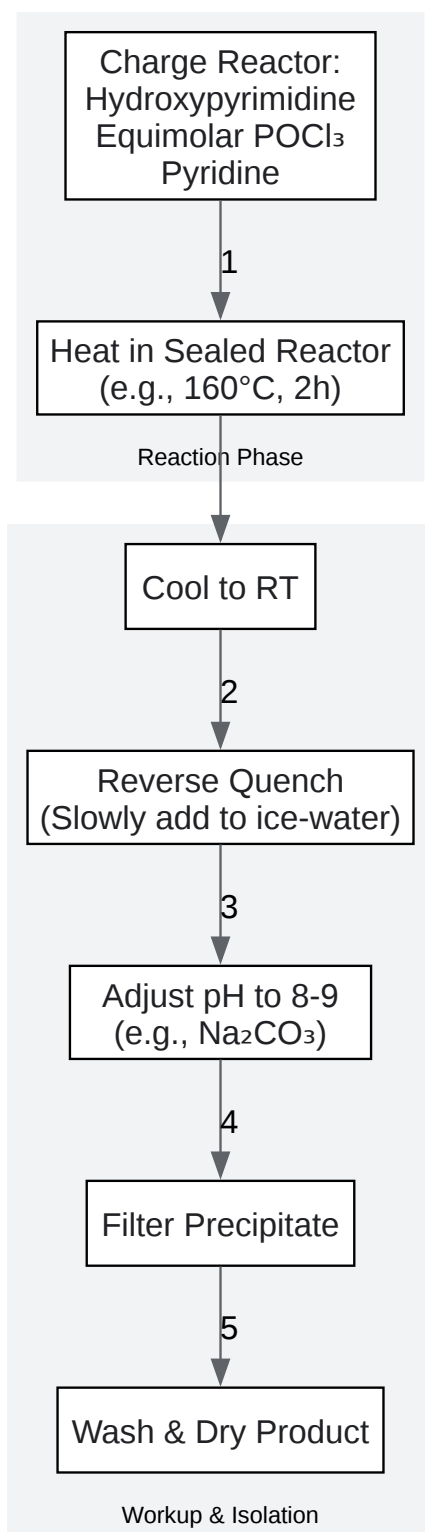 Charge Reactor:
Hydroxypyrimidine
Equimolar POCl₃
Pyridine
1
Heat in Sealed Reactor
(e.g., 160°C, 2h)
Reaction Phase
Cool to RT
2
Reverse Quench
(Slowly add to ice-water)
3
Adjust pH to 8-9
(e.g., Na₂CO₃)
4
Filter Precipitate
5
Wash & Dry Product
Workup & Isolation